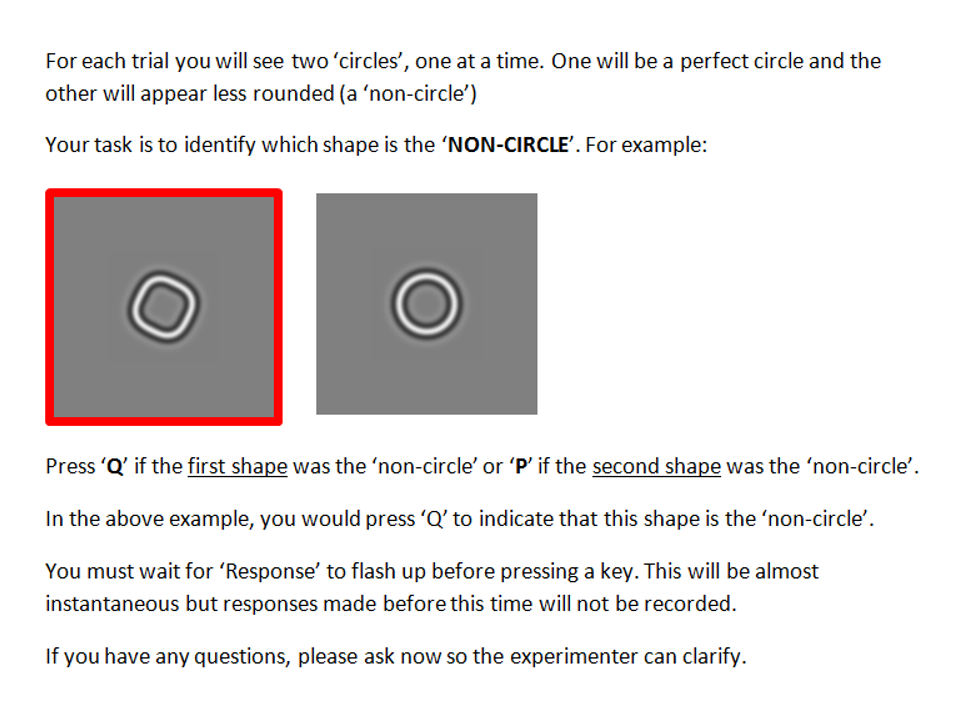 For each trial you will see two ‘circles’, one at a time. One will be a perfect circle and the
other will appear less rounded (a ‘non-circle’)
Your task is to identify which shape is the ‘NON-CIRCLE’. For example:
Press ‘Q’ if the first shape was the ‘non-circle’ or ‘P’ if the second shape was the ‘non-circle’.
In the above example, you would press ‘Q’ to indicate that this shape is the ‘non-circle’.
You must wait for ‘Response’ to flash up before pressing a key. This will be almost
instantaneous but responses made before this time will not be recorded.
If you have any questions, please ask now so the experimenter can clarify.